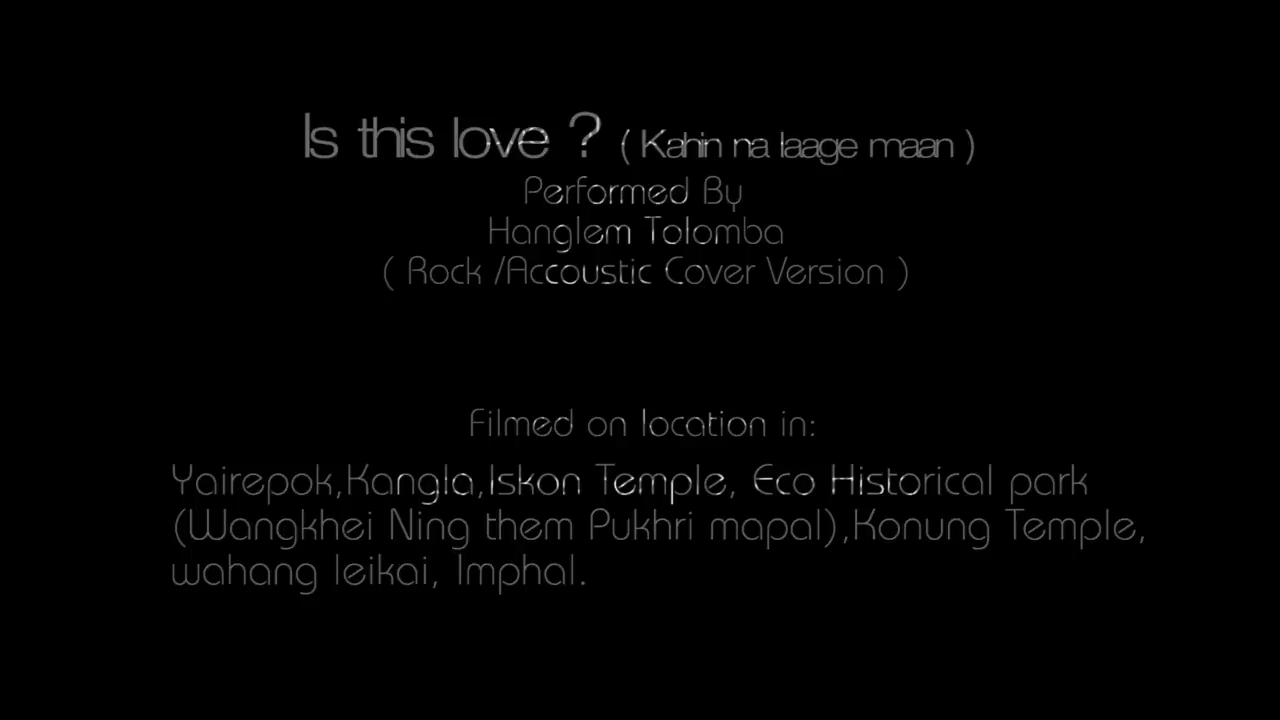 Is this love ? ( Kahin na laage maan )
Performed By
Hanglem Tolomba
( Rock /Accoustic Cover Version )
Filmed on location in:
Yairepok,Kangla,Iskon Temple, Eco Historical park
(Wangkhei Ning them Pukhri mapal),Konung Temple,
wahang leikai, Imphal.